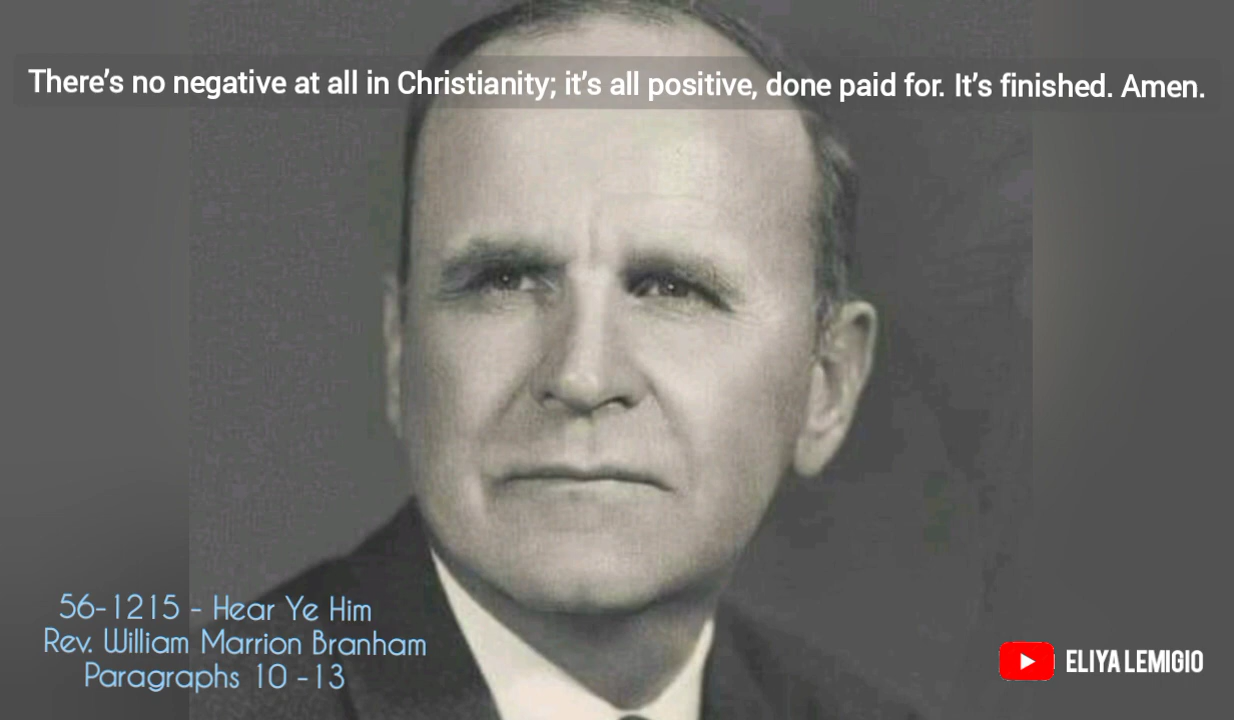 There's no negative at all in Christianity; it's all positive, done paid for. It's finished. Amen.
56-1215 - Hear Ye Him
Rev. William Marrion Branham
Paragraphs 10 -13
ELIYA LEMIGIO